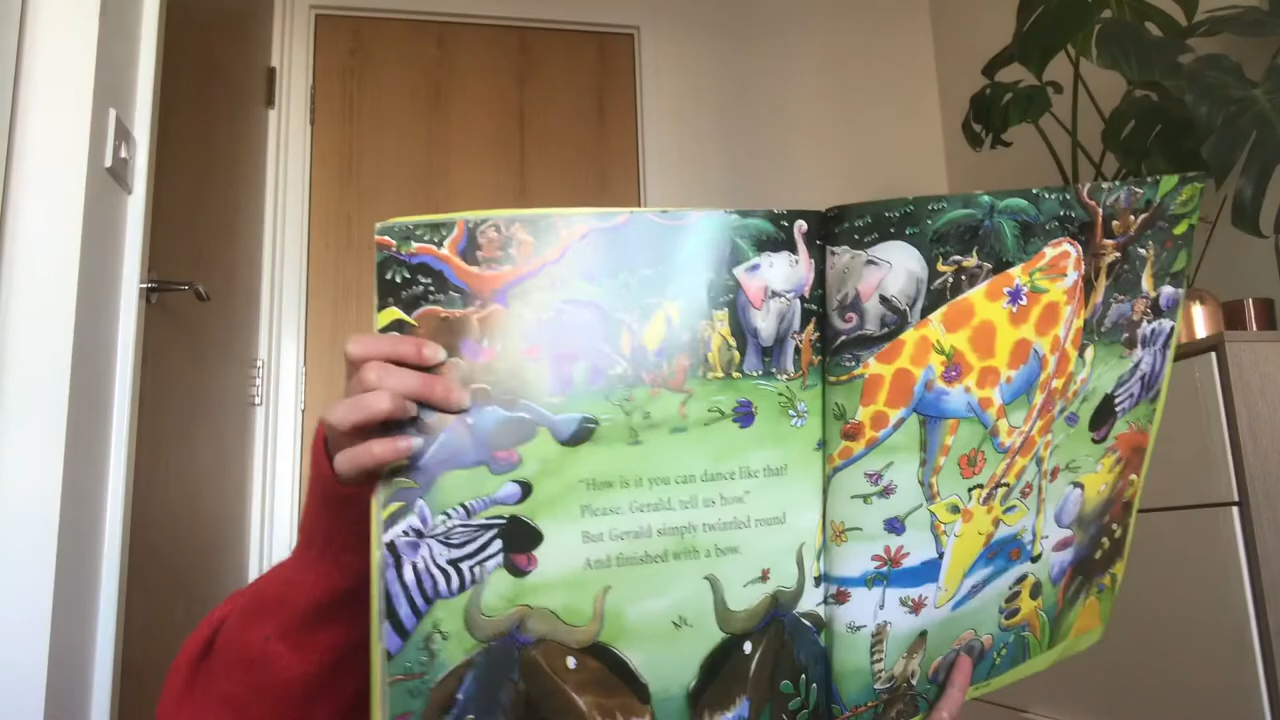 "How is it you can dance like that?
Please, Gerald, tell us how."
But Gerald simply twizzled round
And finished with a bow.